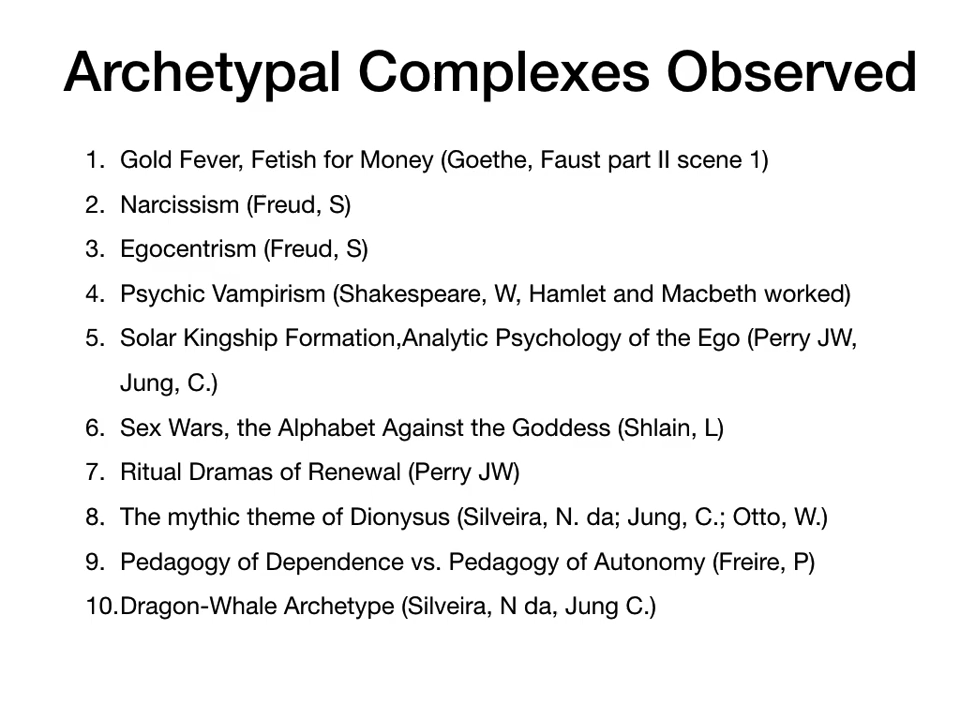 Archetypal Complexes Observed
1. Gold Fever, Fetish for Money (Goethe, Faust part II scene 1)
2. Narcissism (Freud, S)
3. Egocentrism (Freud, S)
4. Psychic Vampirism (Shakespeare, W, Hamlet and Macbeth worked)
5. Solar Kingship Formation,Analytic Psychology of the Ego (Perry JW,
Jung, C.)
6. Sex Wars, the Alphabet Against the Goddess (Shlain, L)
7. Ritual Dramas of Renewal (Perry JW)
8. The mythic theme of Dionysus (Silveira, N. da; Jung, C.; Otto, W.)
9. Pedagogy of Dependence vs. Pedagogy of Autonomy (Freire, P)
10.Dragon-Whale Archetype (Silveira, N da, Jung C.)